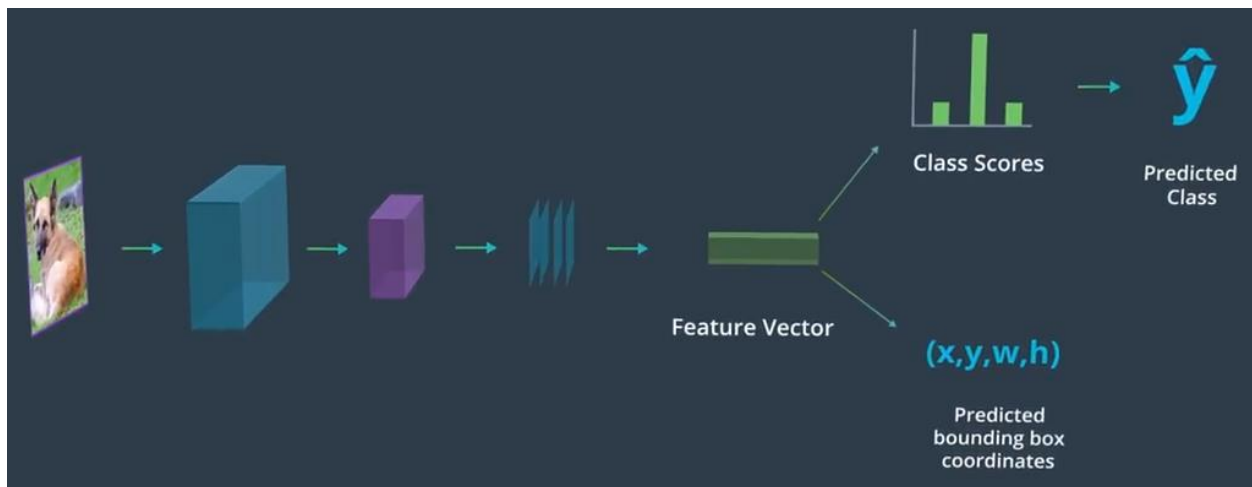 Class Scores
ŷ
Predicted
Class
Feature Vector
(x,y,w,h)
Predicted
bounding box
coordinates